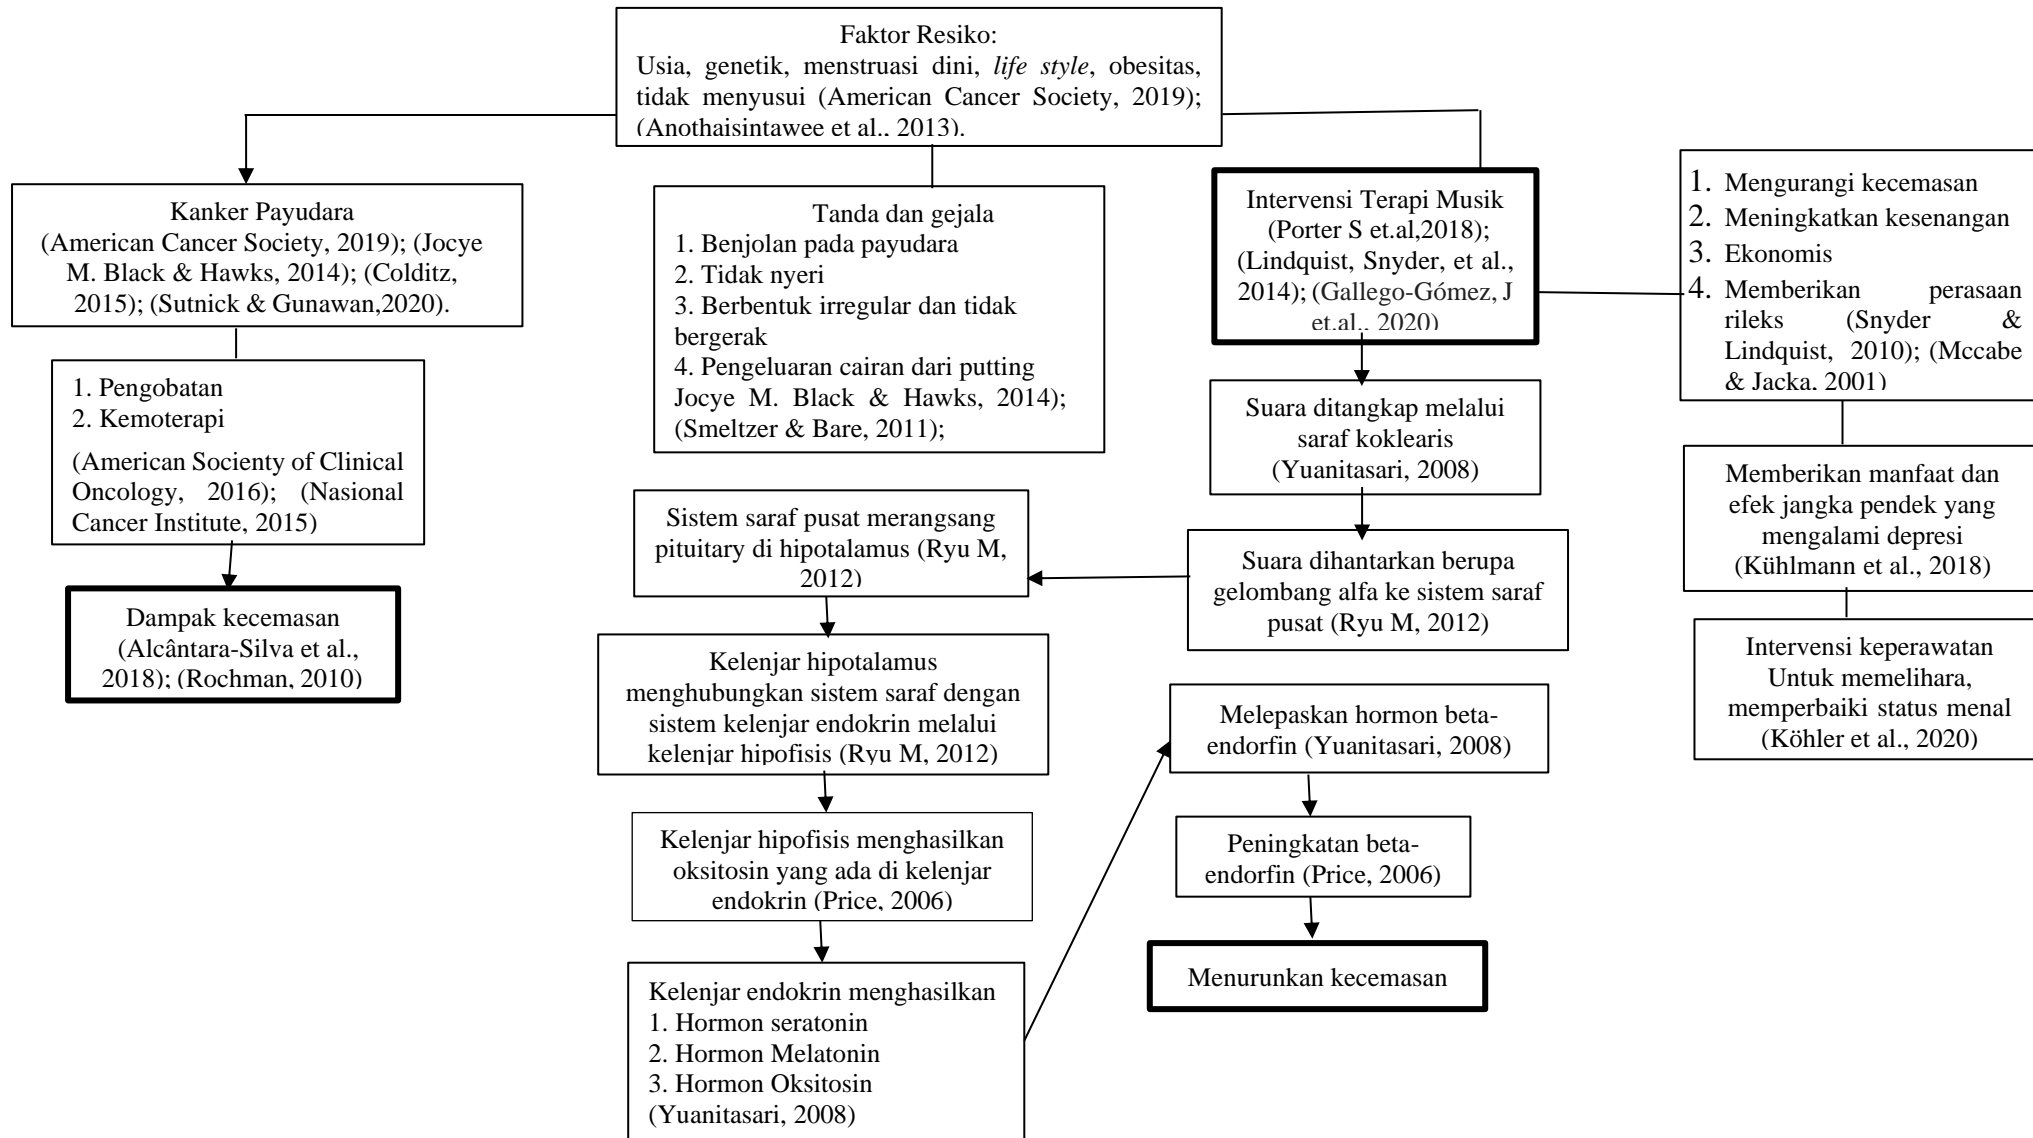 Faktor Resiko:
Usia, genetik, menstruasi dini, life style, obesitas,
tidak menyusui (American Cancer Society, 2019);
(Anothaisintawee et al., 2013).
Kanker Payudara
(American Cancer Society, 2019); (Jocye
M. Black & Hawks, 2014); (Colditz,
2015); (Sutnick & Gunawan,2020).
1. Pengobatan
2. Kemoterapi
(American Socienty of Clinical
Oncology, 2016); (Nasional
Cancer Institute, 2015)
Dampak kecemasan
(Alcântara-Silva et al.,
2018); (Rochman, 2010)
Tanda dan gejala
1. Benjolan pada payudara
2. Tidak nyeri
3. Berbentuk irregular dan tidak
bergerak
4. Pengeluaran cairan dari putting
Jocye M. Black & Hawks, 2014);
(Smeltzer & Bare, 2011);
Intervensi Terapi Musik
(Porter S et.al,2018);
(Lindquist, Snyder, et al.,
2014); (Gallego-Gómez, J
et.al., 2020)
Suara ditangkap melalui
saraf koklearis
(Yuanitasari, 2008)
Suara dihantarkan berupa
gelombang alfa ke sistem saraf
pusat (Ryu M, 2012)
Sistem saraf pusat merangsang
pituitary di hipotalamus (Ryu M,
2012)
Kelenjar hipotalamus
menghubungkan sistem saraf dengan
sistem kelenjar endokrin melalui
kelenjar hipofisis (Ryu M, 2012)
Kelenjar hipofisis menghasilkan
oksitosin yang ada di kelenjar
endokrin (Price, 2006)
Kelenjar endokrin menghasilkan
1. Hormon seratonin
2. Hormon Melatonin
3. Hormon Oksitosin
(Yuanitasari, 2008)
Melepaskan hormon beta-
endorfin (Yuanitasari, 2008)
Peningkatan beta-
endorfin (Price, 2006)
Menurunkan kecemasan
1. Mengurangi kecemasan
2. Meningkatkan kesenangan
3. Ekonomis
4. Memberikan perasaan
rileks (Snyder &
Lindquist, 2010); (Mccabe
& Jacka, 2001)
Memberikan manfaat dan
efek jangka pendek yang
mengalami depresi
(Kühlmann et al., 2018)
Intervensi keperawatan
Untuk memelihara,
memperbaiki status menal
(Köhler et al., 2020)